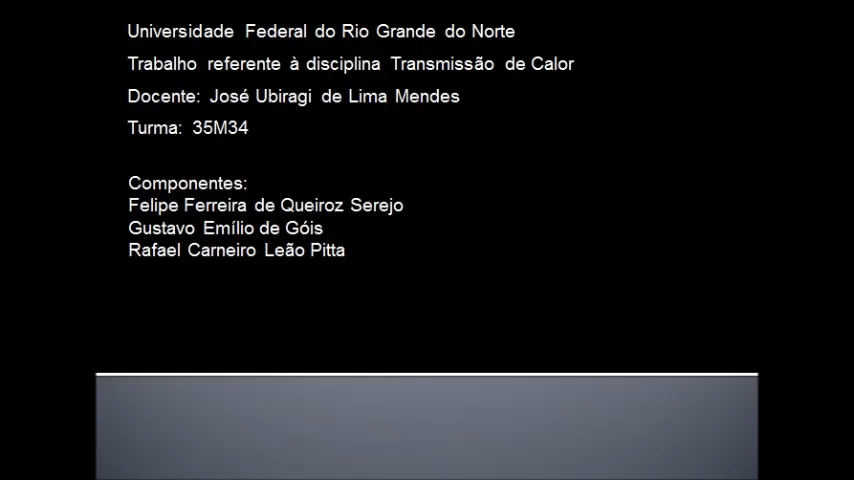 Universidade Federal do Rio Grande do Norte
Trabalho referente à disciplina Transmissão de Calor
Docente: José Ubiragi de Lima Mendes
Turma: 35M34
Componentes:
Felipe Ferreira de Queiroz Serejo
Gustavo Emílio de Góis
Rafael Carneiro Leão Pitta